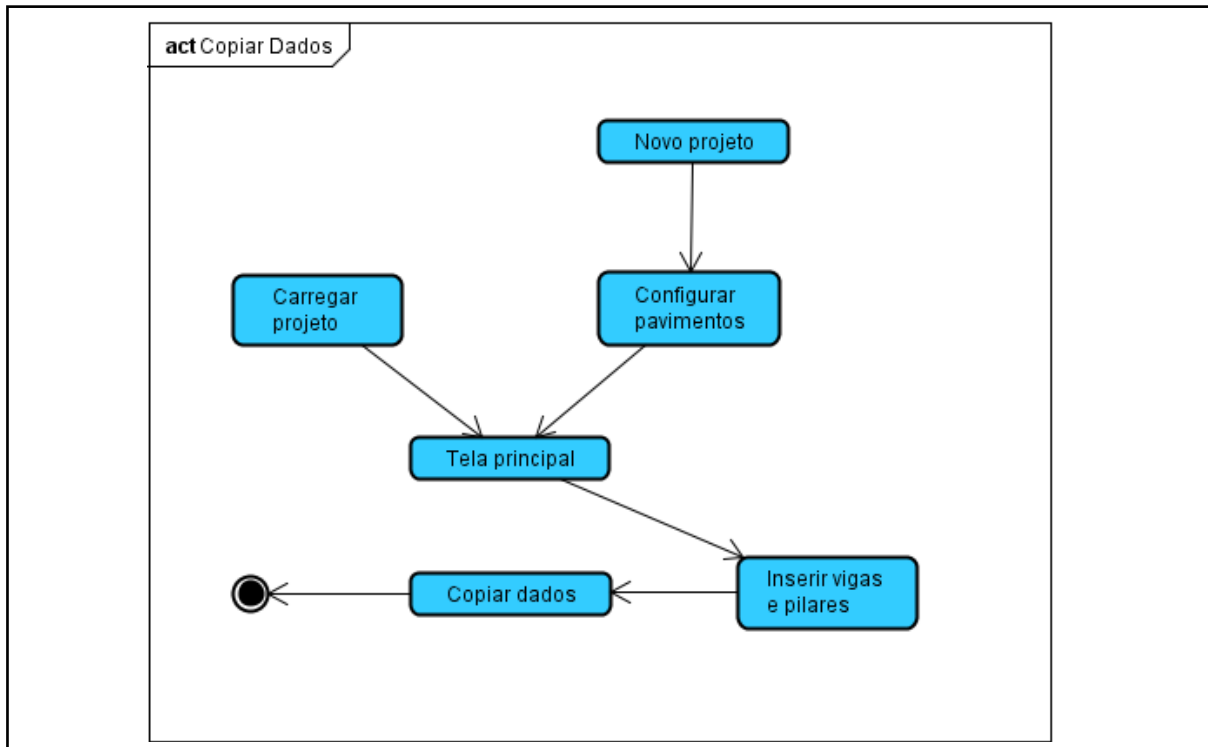 act Copiar Dados
Novo projeto
Carregar
projeto
Configurar
pavimentos
Tela principal
Inserir vigas
e pilares
Copiar dados